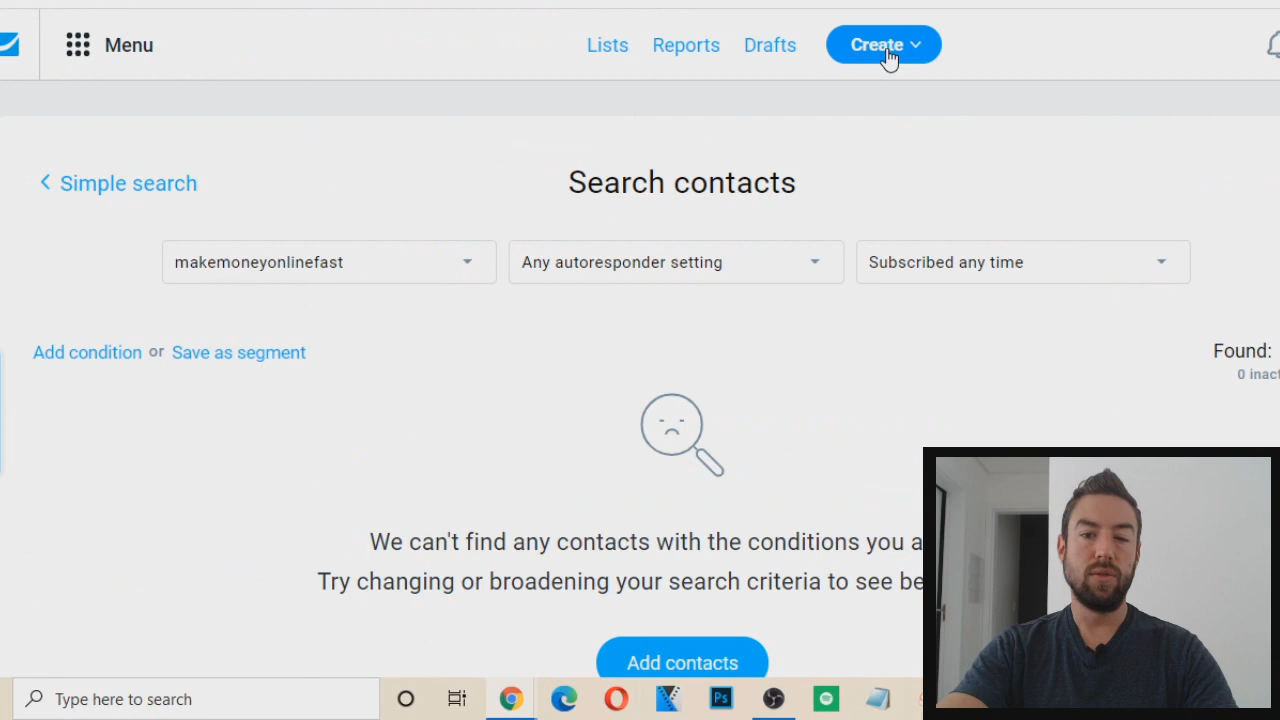 Menu
Lists
Reports
Drafts
Create
Simple search
Search contacts
makemoneyonlinefast
Any autoresponder setting
Subscribed any time
Add condition or Save as segment
Found:
0 inact
We can't find any contacts with the conditions you a
Try changing or broadening your search criteria to see be
Add contacts
Type here to search
Ps